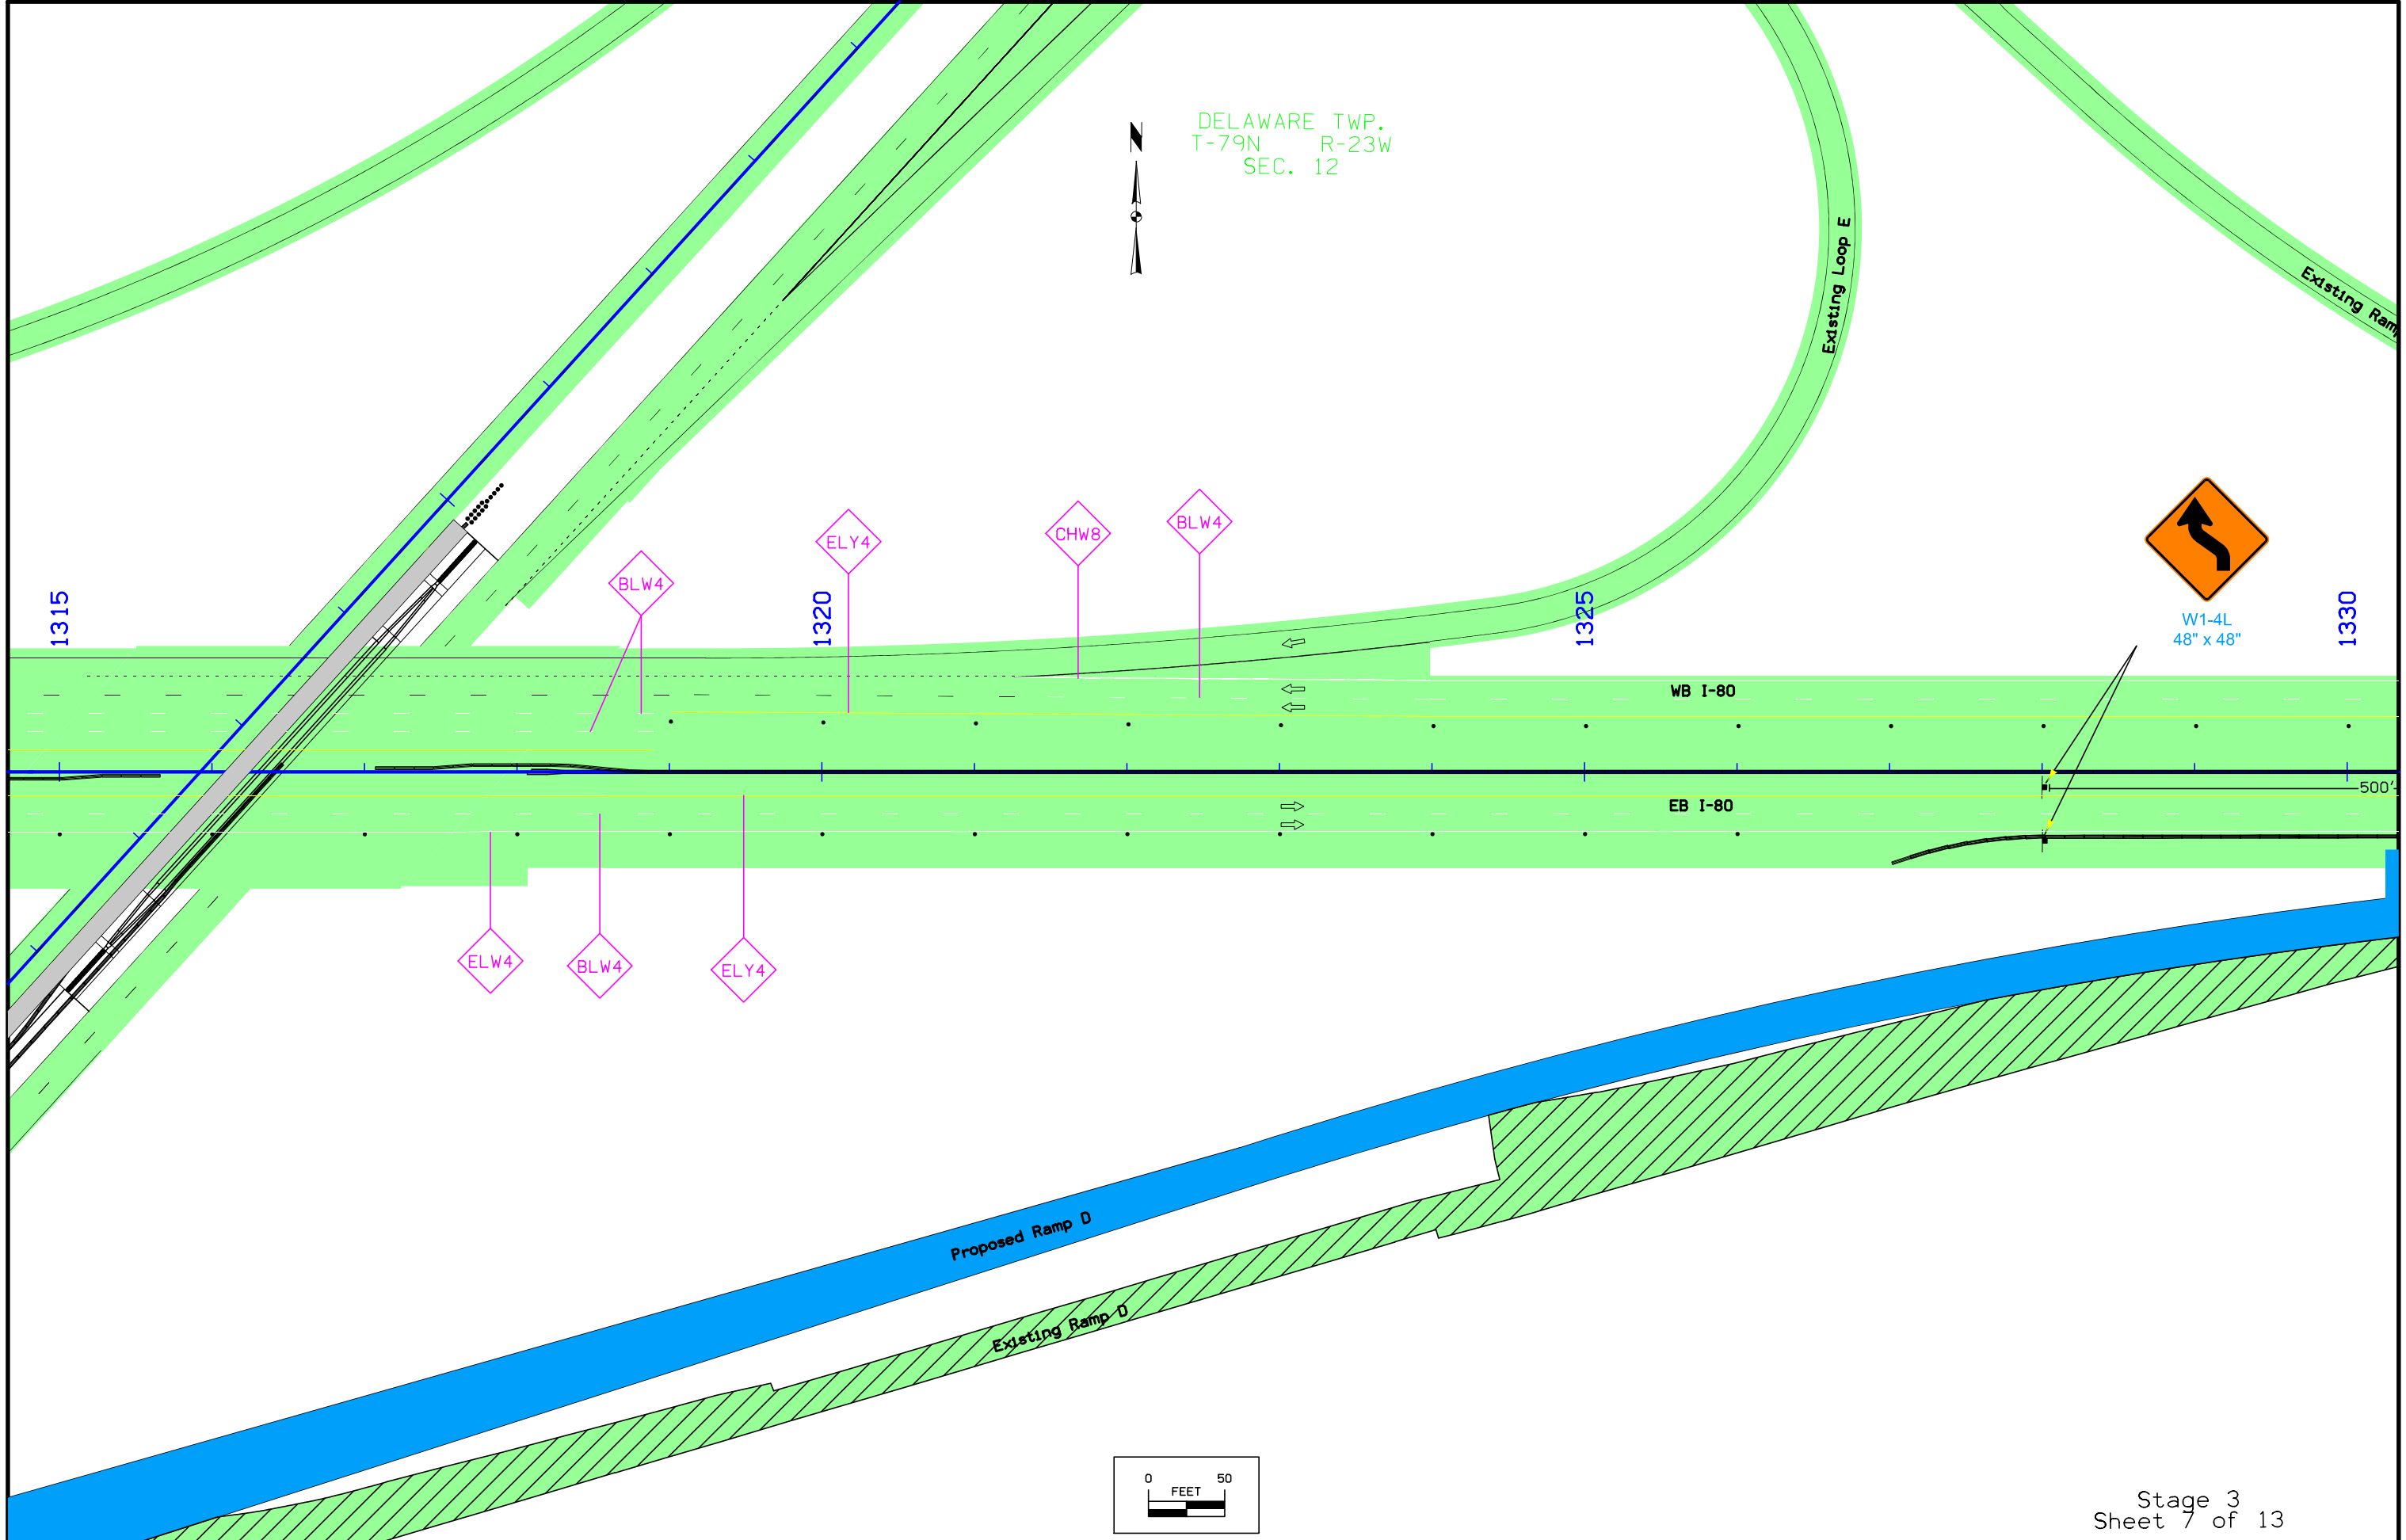 N
DELAWARE TWP.
T-79N R-23W
SEC. 12
Existing Loop E
Existing Ramp
BLW4
ELY4
CHW8
BLW4
1315
1320
1325
1330
W1-4L
48" x 48"
WB I-80
EB I-80
500'
ELW4
BLW4
ELY4
Proposed Ramp D
Existing Ramp D
0 50
FEET
Stage 3
Sheet 7 of 13